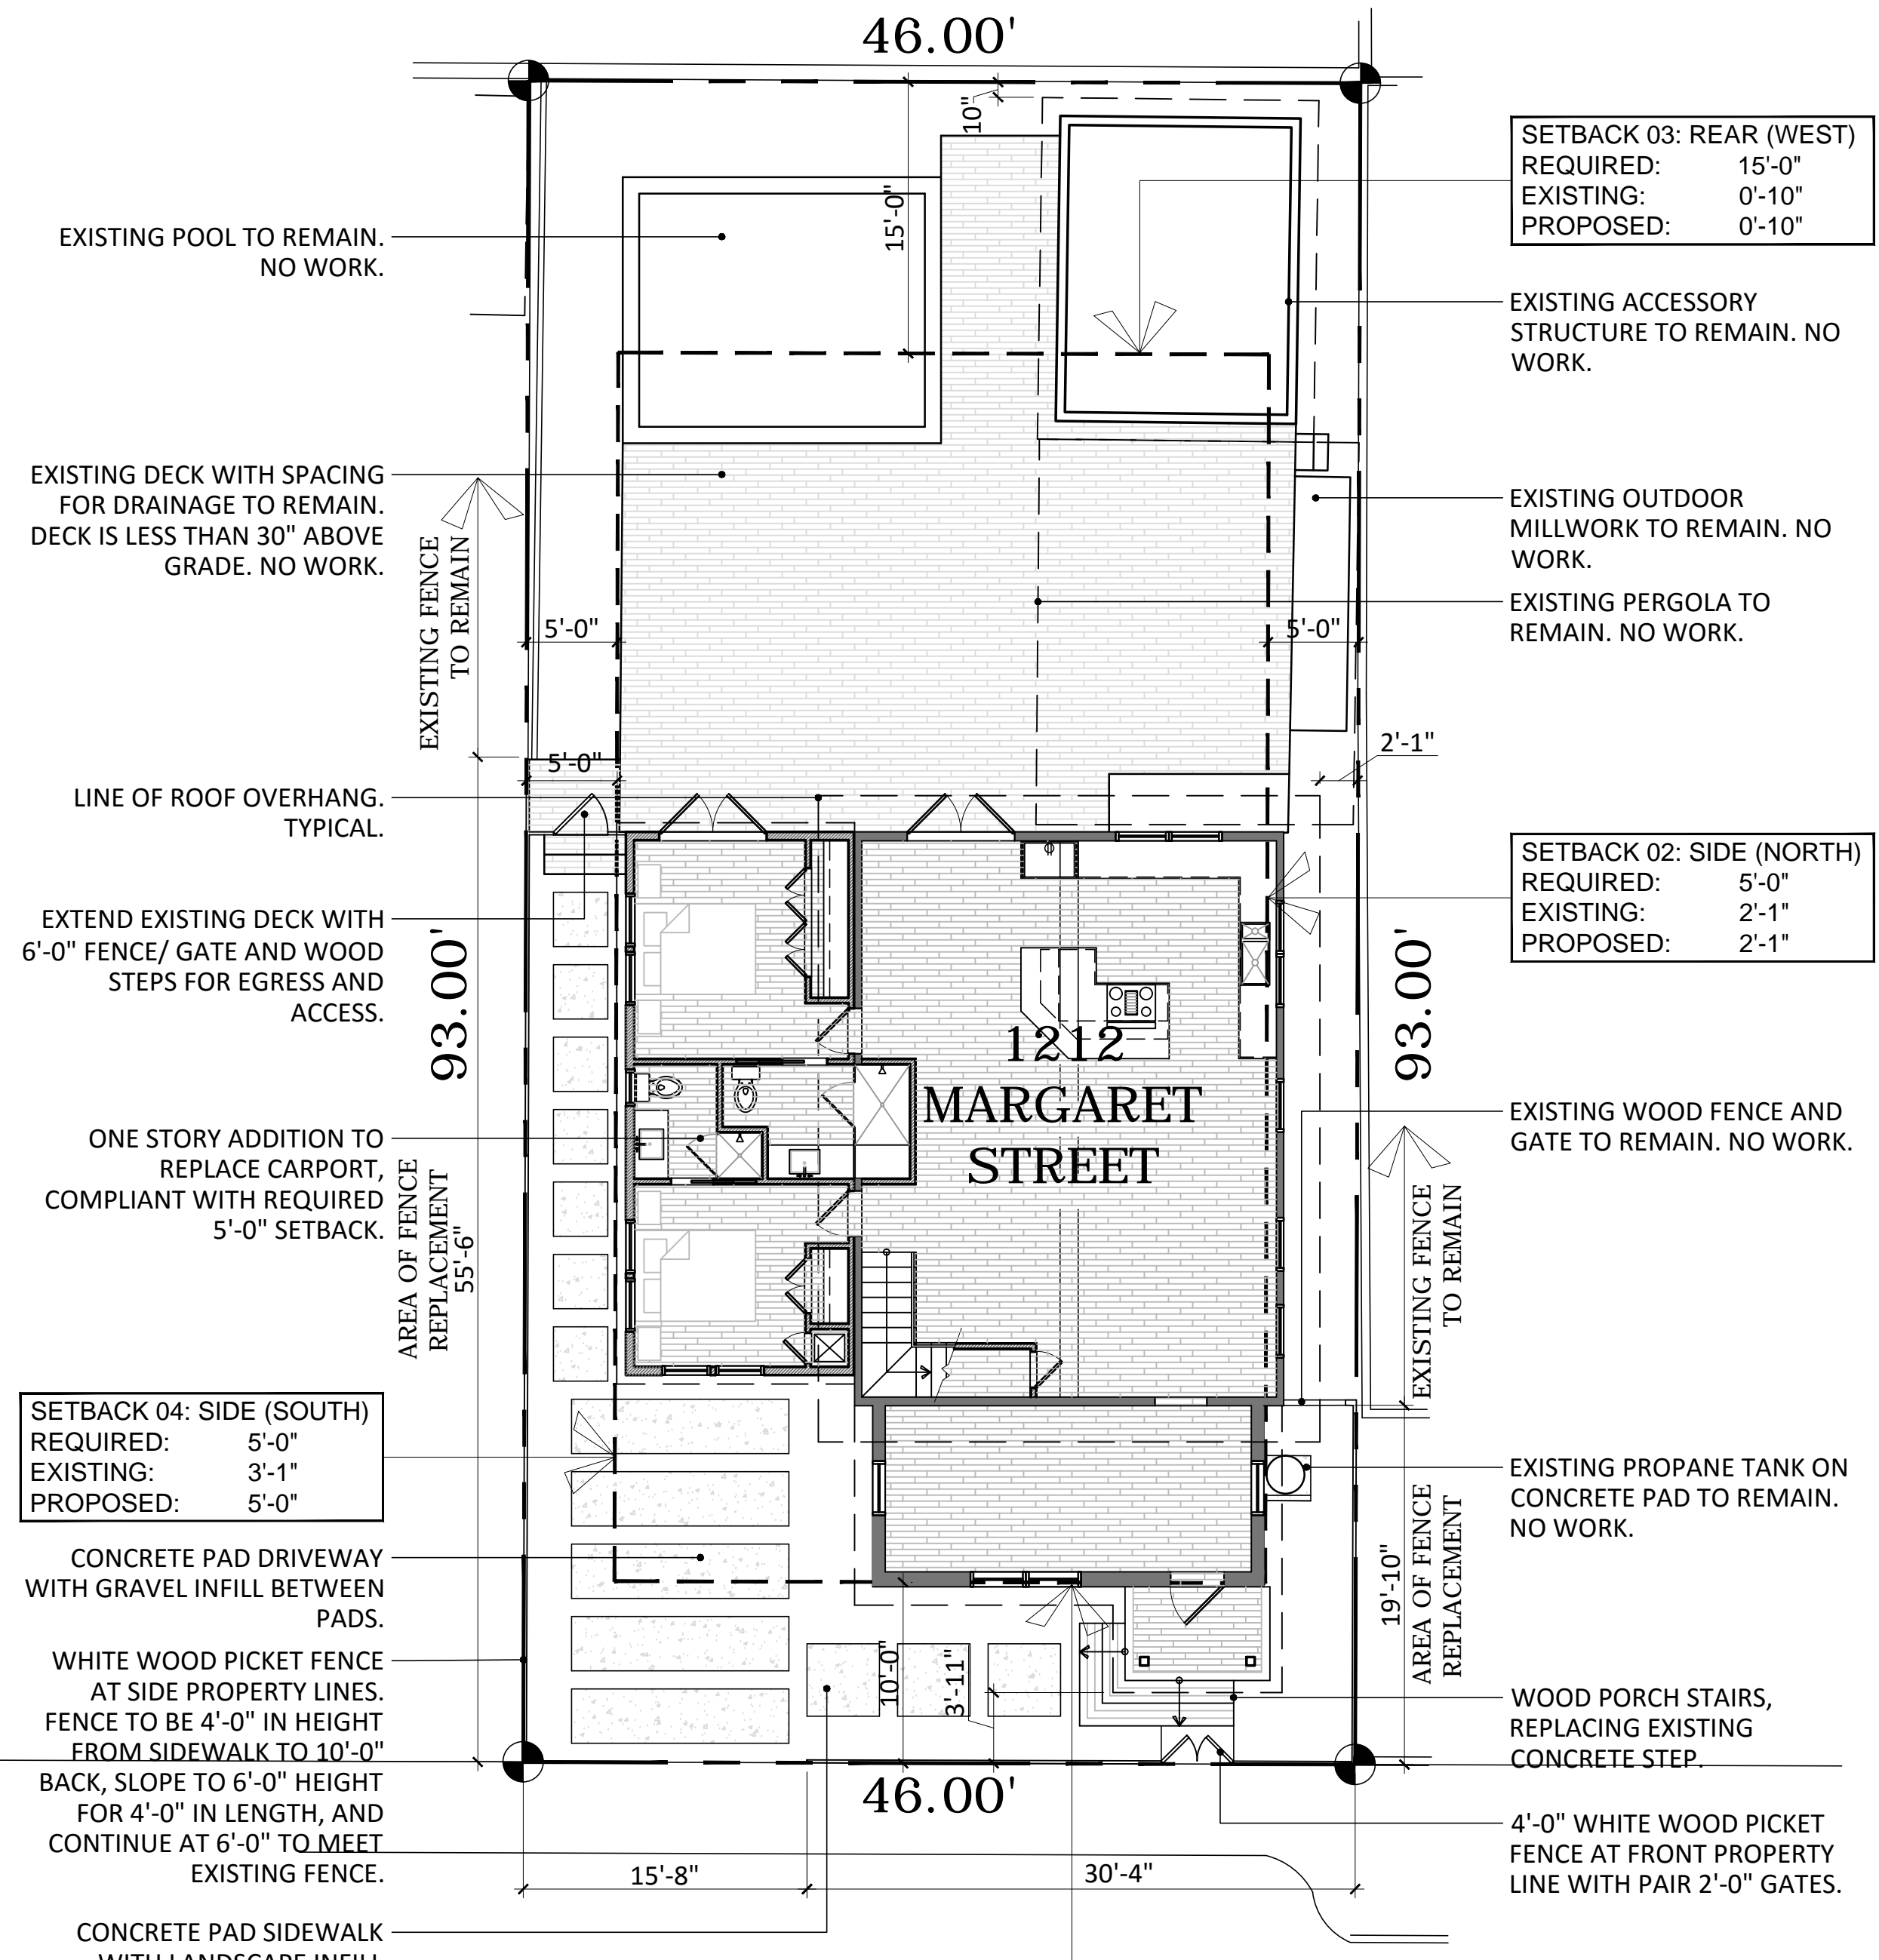 46.00'
10"
15'-0"
SETBACK 03: REAR (WEST)
REQUIRED: 15'-0"
EXISTING: 0'-10"
PROPOSED: 0'-10"
EXISTING POOL TO REMAIN.
NO WORK.
EXISTING ACCESSORY
STRUCTURE TO REMAIN. NO
WORK.
EXISTING DECK WITH SPACING
FOR DRAINAGE TO REMAIN.
DECK IS LESS THAN 30" ABOVE
GRADE. NO WORK.
EXISTING FENCE
TO REMAIN
EXISTING OUTDOOR
MILLWORK TO REMAIN. NO
WORK.
EXISTING PERGOLA TO
REMAIN. NO WORK.
5'-0"
5'-0"
2'-1"
5'-0"
LINE OF ROOF OVERHANG.
TYPICAL.
SETBACK 02: SIDE (NORTH)
REQUIRED: 5'-0"
EXISTING: 2'-1"
PROPOSED: 2'-1"
EXTEND EXISTING DECK WITH
6'-0" FENCE/ GATE AND WOOD
STEPS FOR EGRESS AND
ACCESS.
93.00'
93.00'
1212
MARGARET
STREET
EXISTING WOOD FENCE AND
GATE TO REMAIN. NO WORK.
ONE STORY ADDITION TO
REPLACE CARPORT,
COMPLIANT WITH REQUIRED
5'-0" SETBACK.
AREA OF FENCE
REPLACEMENT
55'-6"
EXISTING FENCE
TO REMAIN
SETBACK 04: SIDE (SOUTH)
REQUIRED: 5'-0"
EXISTING: 3'-1"
PROPOSED: 5'-0"
EXISTING PROPANE TANK ON
CONCRETE PAD TO REMAIN.
NO WORK.
19'-10"
AREA OF FENCE
REPLACEMENT
CONCRETE PAD DRIVEWAY
WITH GRAVEL INFILL BETWEEN
PADS.
WHITE WOOD PICKET FENCE
AT SIDE PROPERTY LINES.
FENCE TO BE 4'-0" IN HEIGHT
FROM SIDEWALK TO 10'-0"
BACK, SLOPE TO 6'-0" HEIGHT
FOR 4'-0" IN LENGTH, AND
CONTINUE AT 6'-0" TO MEET
EXISTING FENCE.
10'-0"
3'-11"
WOOD PORCH STAIRS,
REPLACING EXISTING
CONCRETE STEP.
46.00'
4'-0" WHITE WOOD PICKET
FENCE AT FRONT PROPERTY
LINE WITH PAIR 2'-0" GATES.
15'-8"
30'-4"
CONCRETE PAD SIDEWALK
WITH LANDSCAPE INFILL